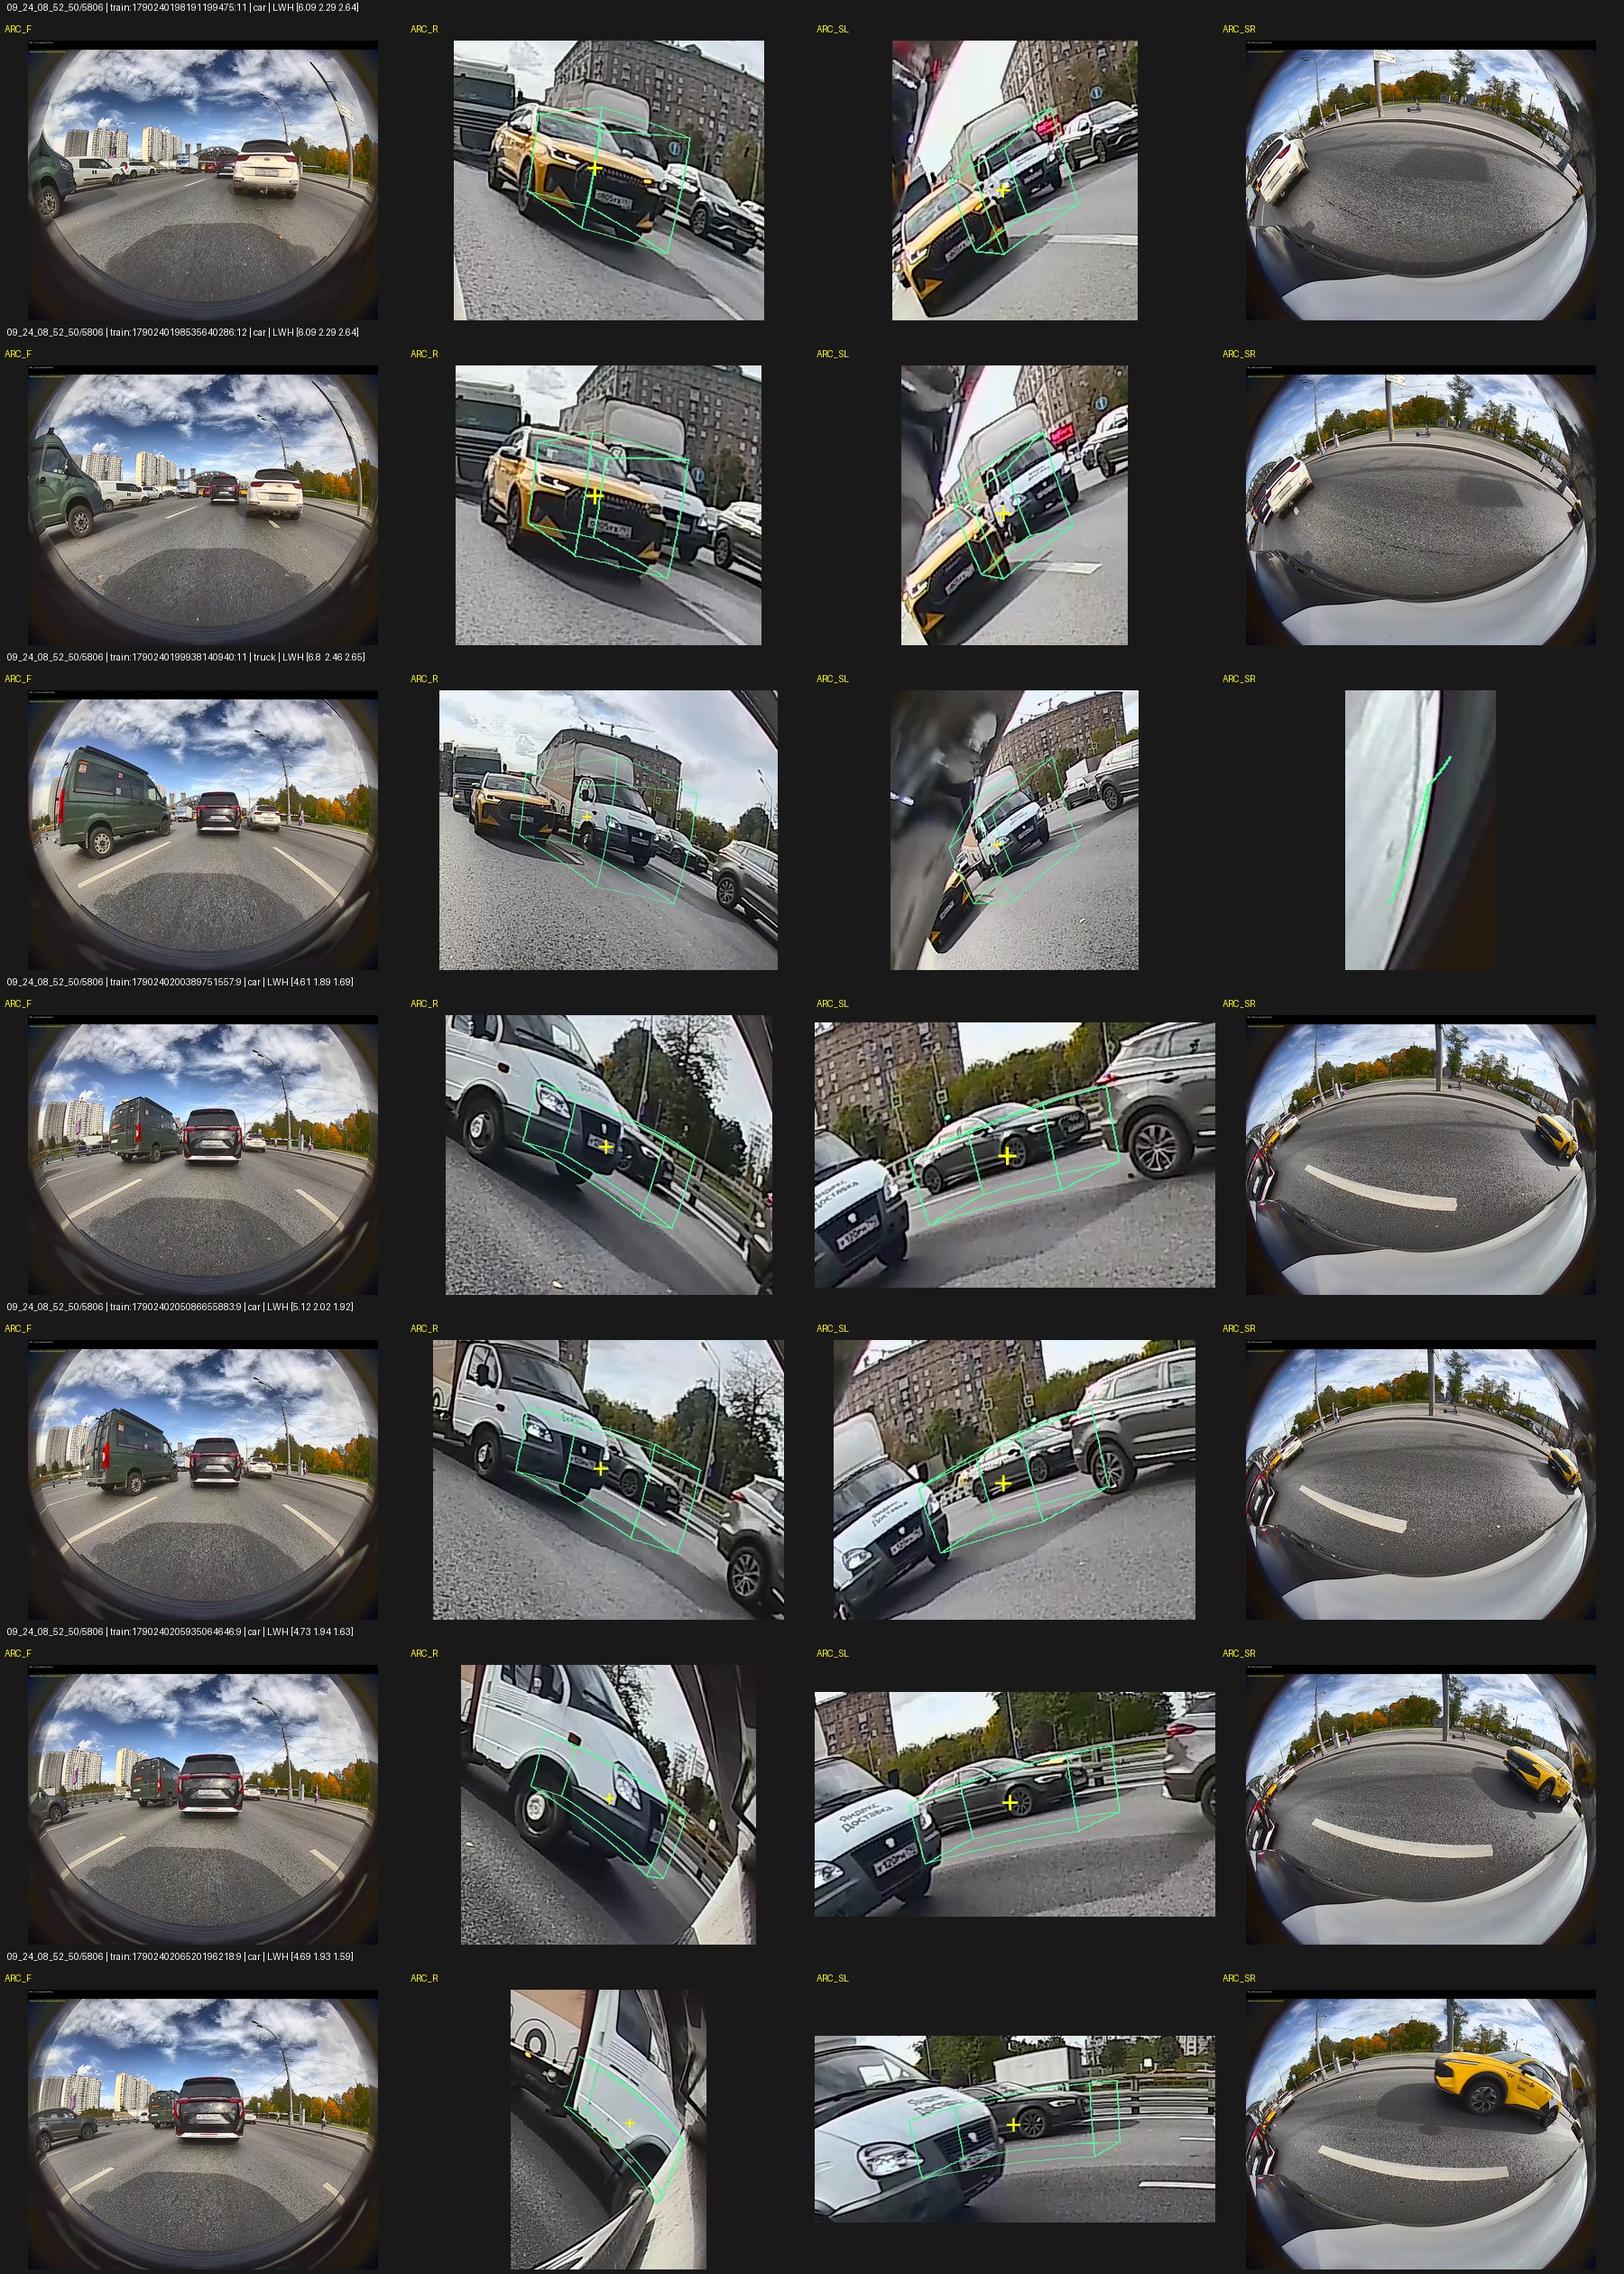 09_24_08_52_50/5806 | train:1790240198191199475:11 | car | LWH [6.09 2.29 2.64]
ARC_F
ARC_R
ARC_SL
ARC_SR
09_24_08_52_50/5806 | train:1790240198535640286:12 | car | LWH [6.09 2.29 2.64]
ARC_F
ARC_R
ARC_SL
ARC_SR
09_24_08_52_50/5806 | train:1790240199938140940:11 | truck | LWH [6.8 2.46 2.65]
ARC_F
ARC_R
ARC_SL
ARC_SR
09_24_08_52_50/5806 | train:1790240200389751557:9 | car | LWH [4.61 1.89 1.69]
ARC_F
ARC_R
ARC_SL
ARC_SR
Доставка
09_24_08_52_50/5806 | train:1790240205086655883:9 | car | LWH [5.12 2.02 1.92]
ARC_F
ARC_R
ARC_SL
ARC_SR
Яндекс
Доставка
09_24_08_52_50/5806 | train:1790240205935064646:9 | car | LWH [4.73 1.94 1.63]
ARC_F
ARC_R
ARC_SL
ARC_SR
Яндекс
Доставка
09_24_08_52_50/5806 | train:1790240206520196218:9 | car | LWH [4.69 1.93 1.59]
ARC_F
ARC_R
ARC_SL
ARC_SR